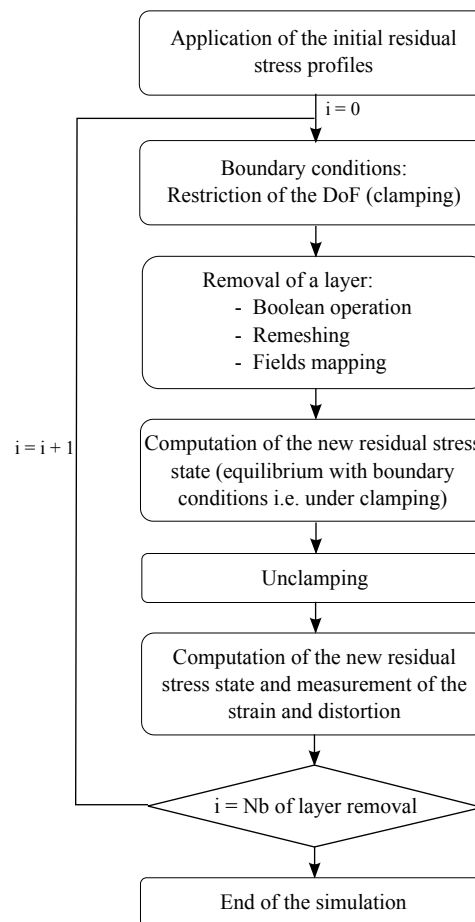 Application of the initial residual
stress profiles
i = 0
Boundary conditions:
Restriction of the DoF (clamping)
Removal of a layer:
- Boolean operation
- Remeshing
- Fields mapping
i = i + 1
Computation of the new residual stress
state (equilibrium with boundary
conditions i.e. under clamping)
Unclamping
Computation of the new residual
stress state and measurement of the
strain and distortion
i = Nb of layer removal
End of the simulation